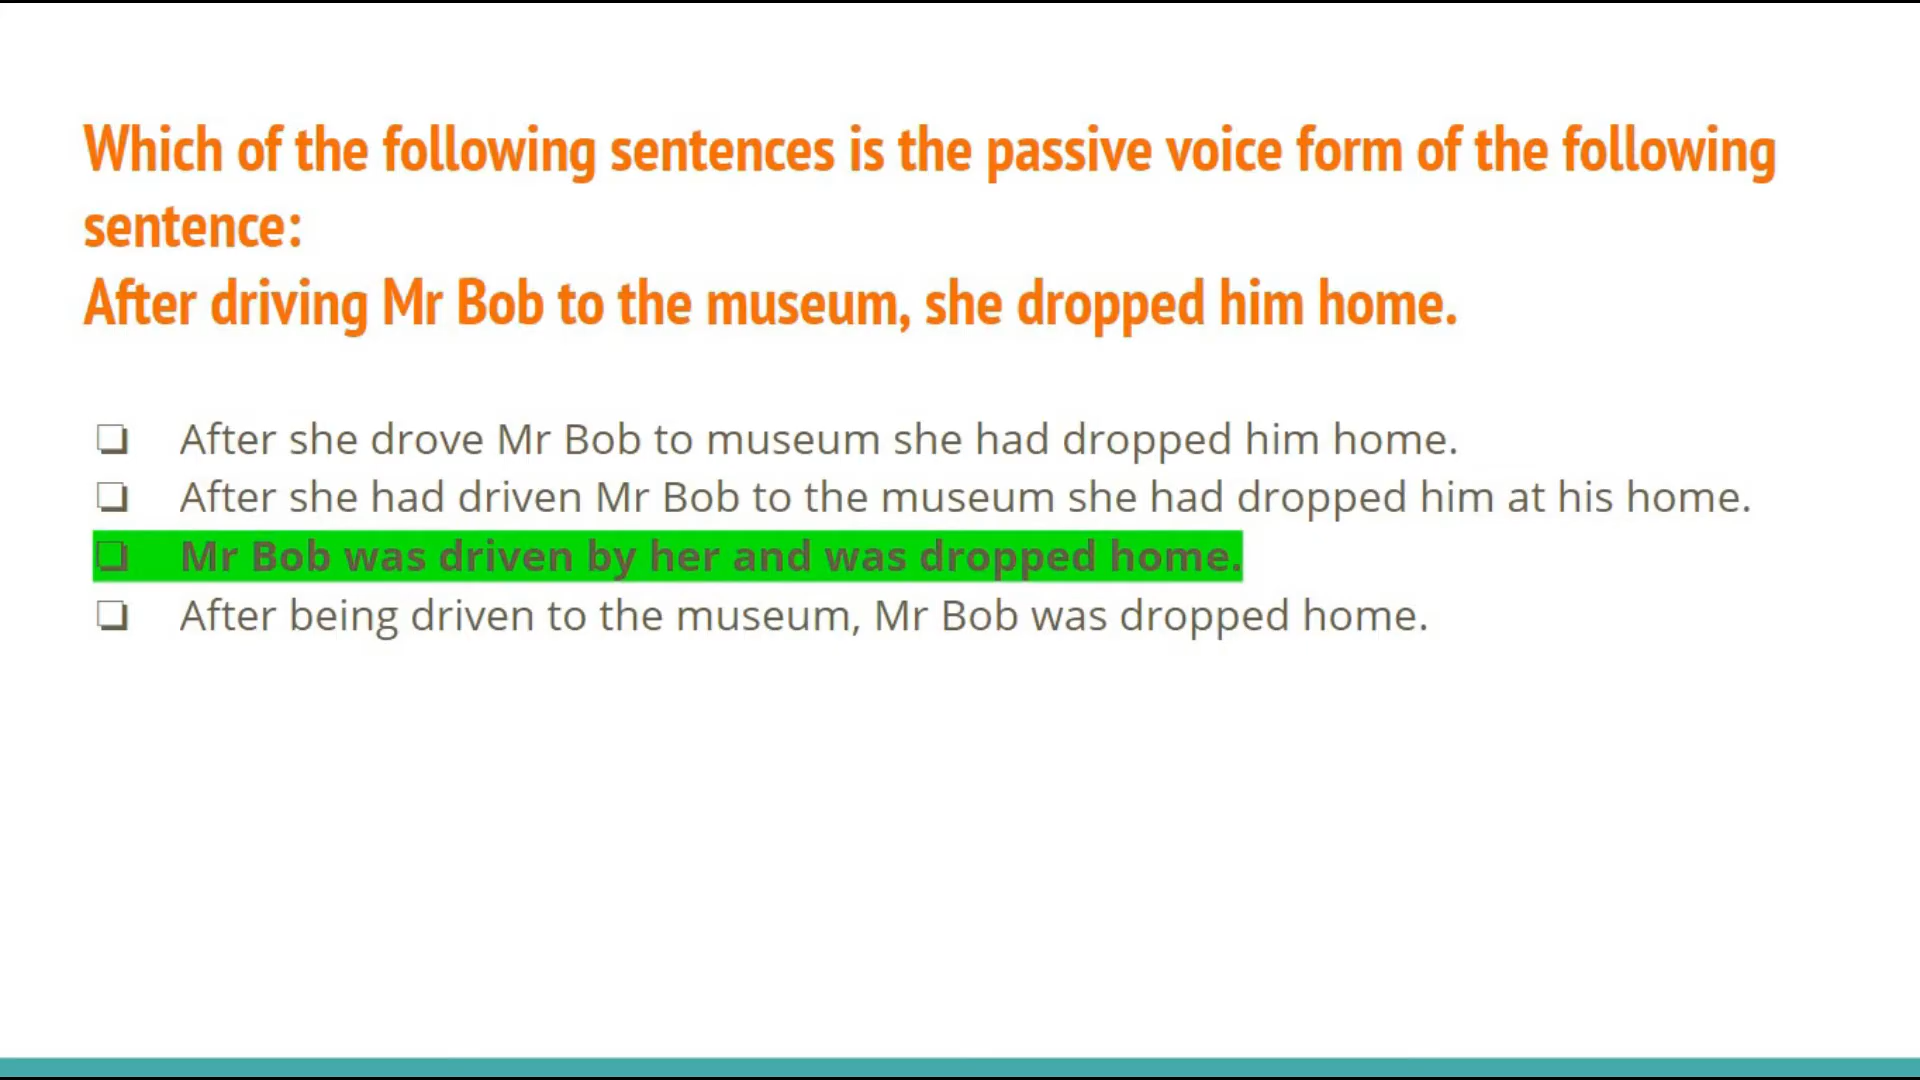 Which of the following sentences is the passive voice form of the following
sentence:
After driving Mr Bob to the museum, she dropped him home.
❏ After she drove Mr Bob to museum she had dropped him home.
❏ After she had driven Mr Bob to the museum she had dropped him at his home.
❏ Mr Bob was driven by her and was dropped home.
❏ After being driven to the museum, Mr Bob was dropped home.